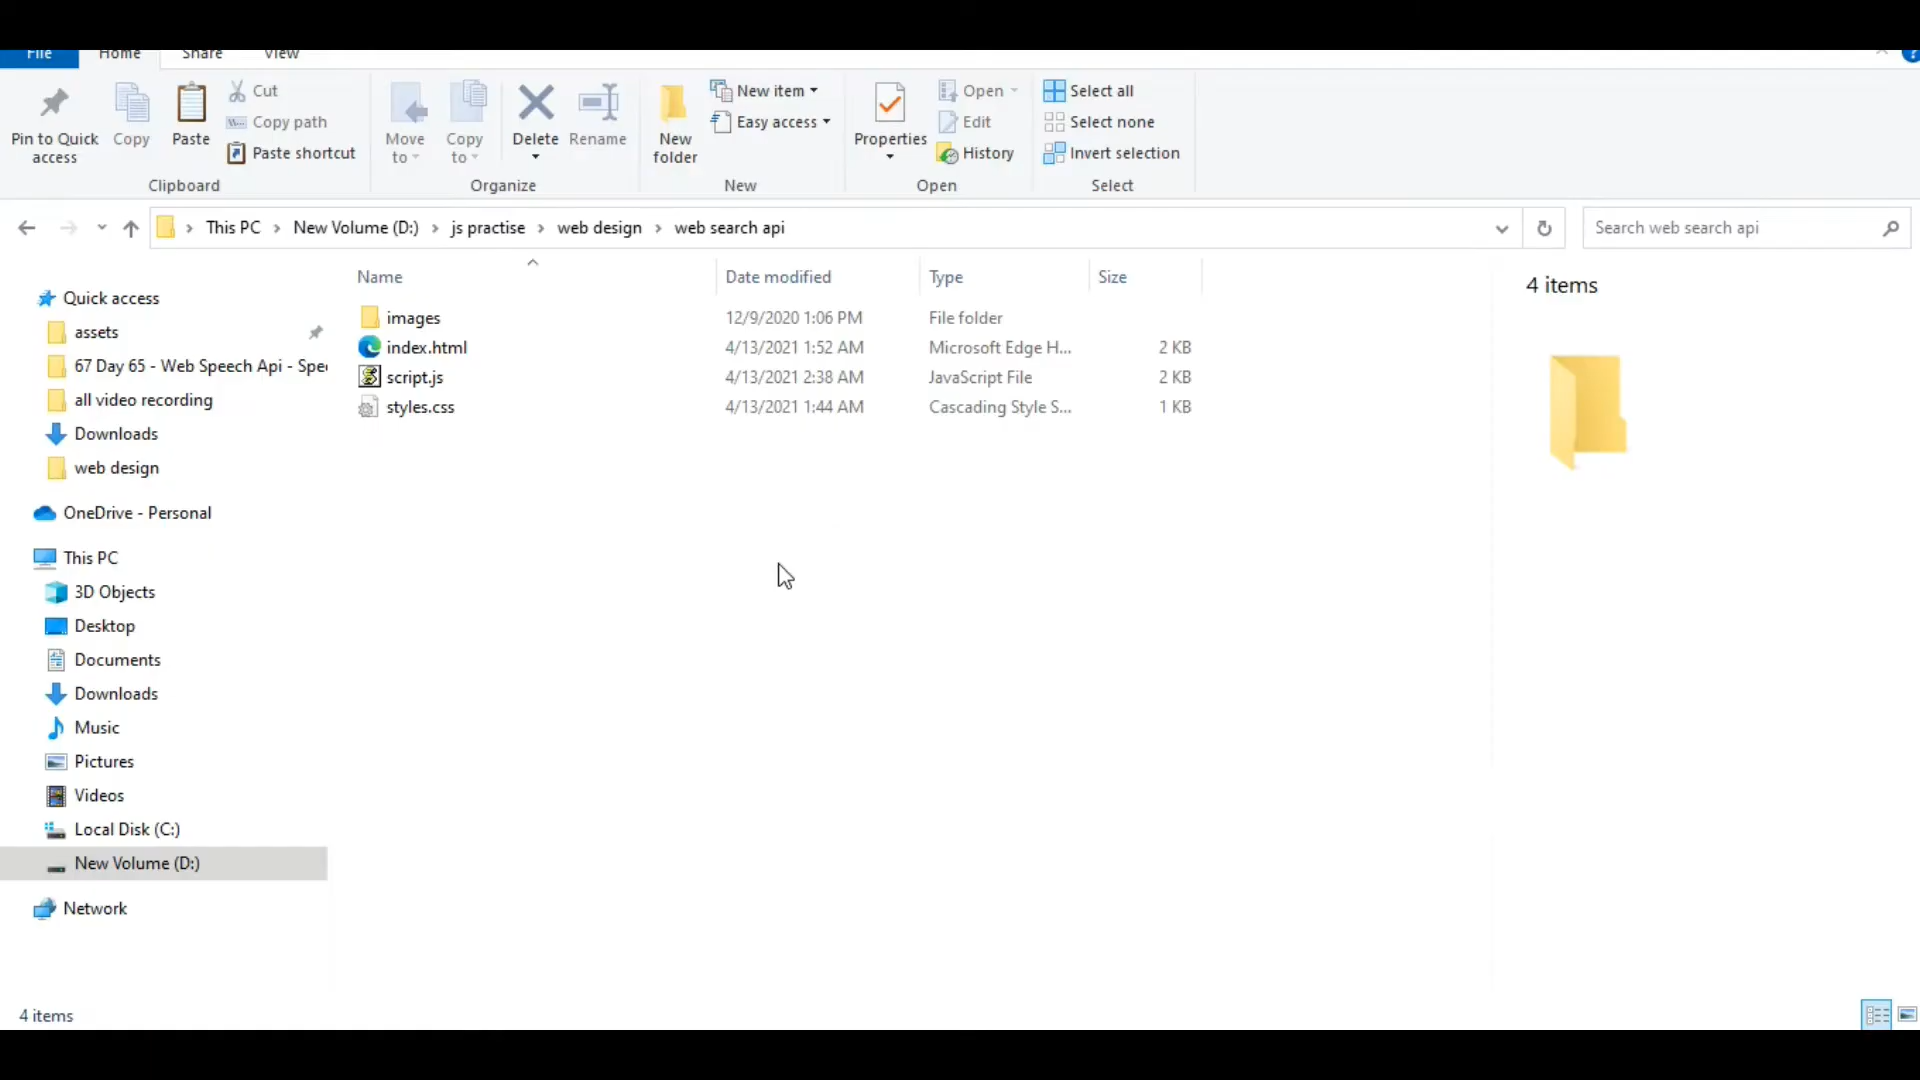 File Home Share View
Pin to Quick access
Copy
Paste
Cut
Copy path
Paste shortcut
Clipboard
Move to
Copy to
Delete
Rename
Organize
New folder
New item
Easy access
New
Properties
Open
Edit
History
Open
Select all
Select none
Invert selection
Select
This PC > New Volume (D:) > js practise > web design > web search api
Search web search api
Name Date modified Type Size
images 12/9/2020 1:06 PM File folder
index.html 4/13/2021 1:52 AM Microsoft Edge H... 2 KB
script.js 4/13/2021 2:38 AM JavaScript File 2 KB
styles.css 4/13/2021 1:44 AM Cascading Style S... 1 KB
4 items
Quick access
assets
67 Day 65 - Web Speech Api - Spe
all video recording
Downloads
web design
OneDrive - Personal
This PC
3D Objects
Desktop
Documents
Downloads
Music
Pictures
Videos
Local Disk (C:)
New Volume (D:)
Network
4 items